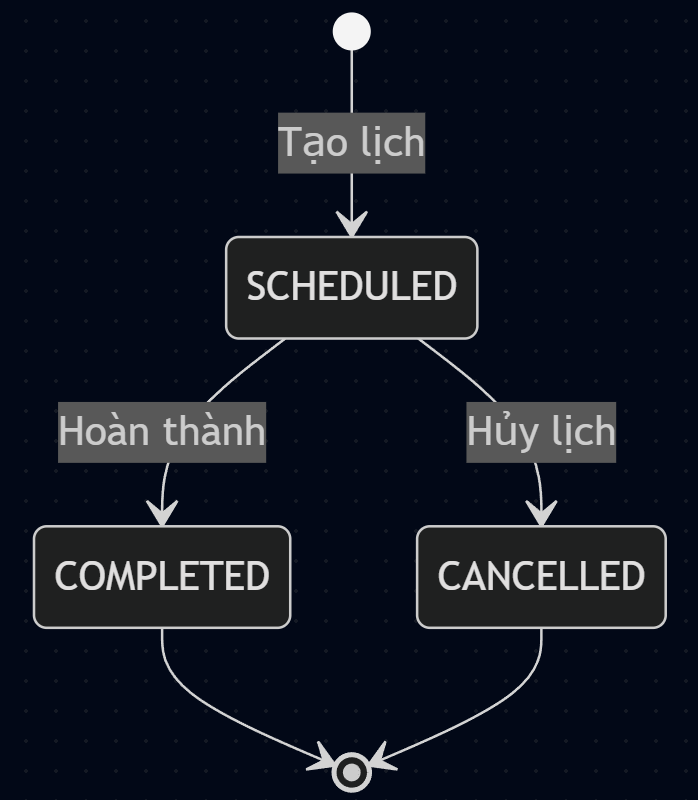 Tạo lịch
SCHEDULED
Hoàn thành
Hủy lịch
COMPLETED
CANCELLED